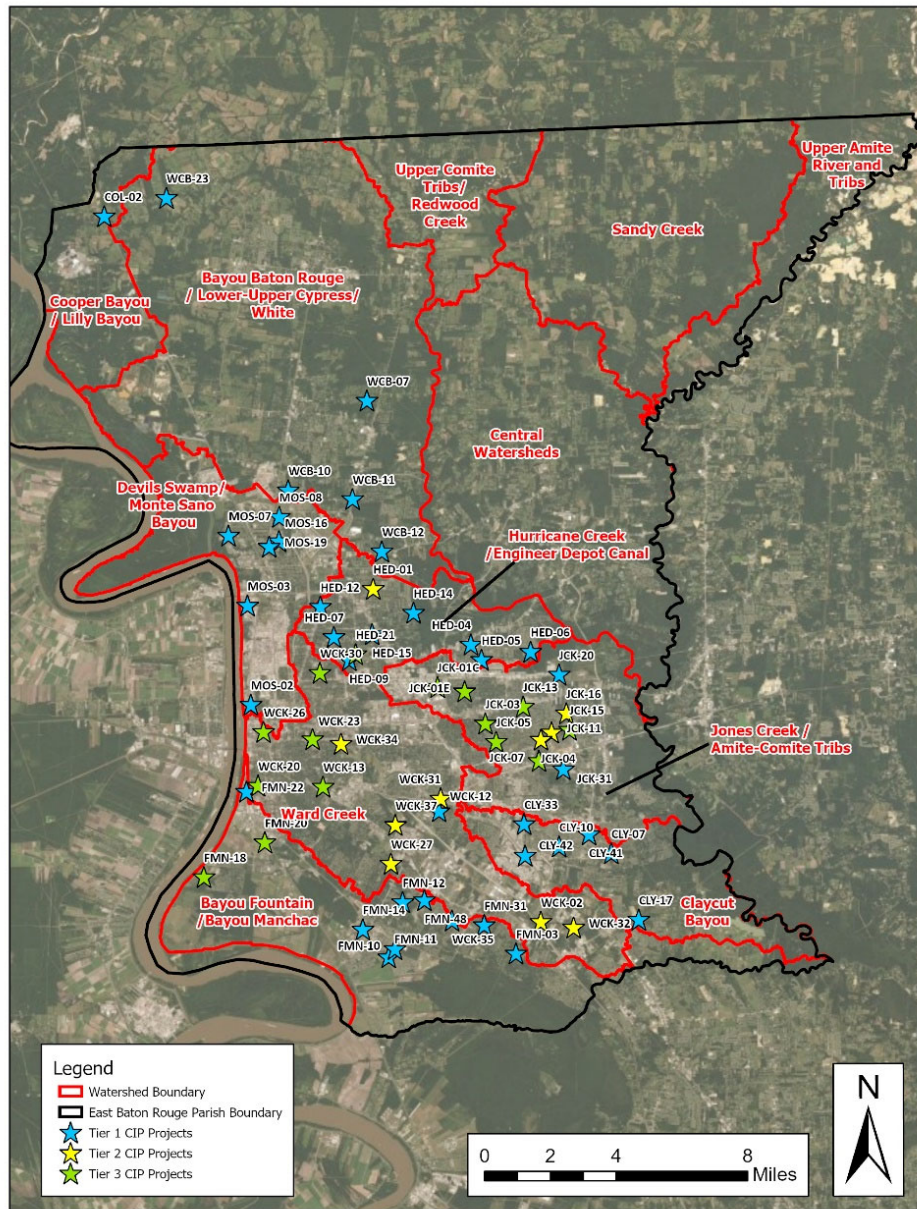 WCB-23
COL-02
Upper Comite
Tribs/
Redwood
Creek
Upper Amite
River and
Tribs
Sandy Creek
Bayou Baton Rouge
/ Lower-Upper Cypress/
White
Cooper Bayou
/ Lilly Bayou
WCB-07
Central
Watersheds
Devils Swamp/
Monte Sano
Bayou
WCB-10
MOS-08
WCB-11
MOS-07
MOS-16
MOS-19
WCB-12
Hurricane Creek
/Engineer Depot Canal
HED-01
HED-12
MOS-03
HED-14
HED-07
HED-04
HED-21
HED-05
HED-06
WCK-30
HED-15
HED-09
JCK-01C
JCK-20
JCK-01E
JCK-13
JCK-16
MOS-02
JCK-03
JCK-15
WCK-26
JCK-05
JCK-11
WCK-23
WCK-34
JCK-07
JCK-04
JCK-31
Jones Creek /
Amite-Comite Tribs
WCK-20
FMN-22
WCK-13
WCK-31
WCK-12
WCK-37
Ward Creek
CLY-33
CLY-10
CLY-07
FMN-20
CLY-42
CLY-41
WCK-27
FMN-18
FMN-12
Bayou Fountain
/Bayou Manchac
FMN-14
FMN-48
FMN-31
WCK-02
CLY-17
Claycut
Bayou
WCK-32
FMN-10
FMN-11
WCK-35
FMN-03
Legend
Watershed Boundary
East Baton Rouge Parish Boundary
Tier 1 CIP Projects
Tier 2 CIP Projects
Tier 3 CIP Projects
0 2 4 8
Miles
N